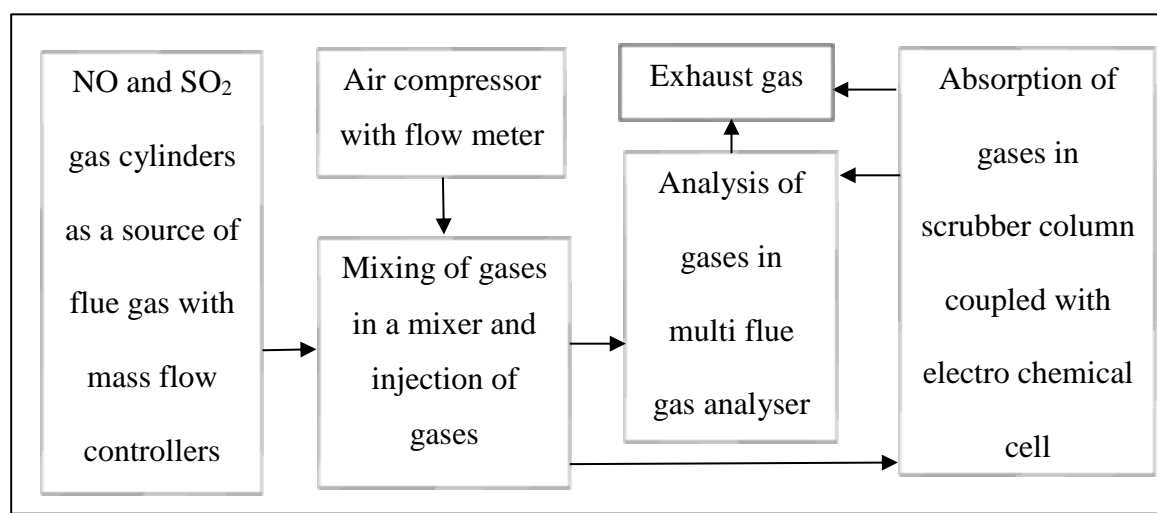 NO and SO₂
gas cylinders
as a source of
flue gas with
mass flow
controllers
Air compressor
with flow meter
Mixing of gases
in a mixer and
injection of
gases
Exhaust gas
Analysis of
gases in
multi flue
gas analyser
Absorption of
gases in
scrubber column
coupled with
electro chemical
cell